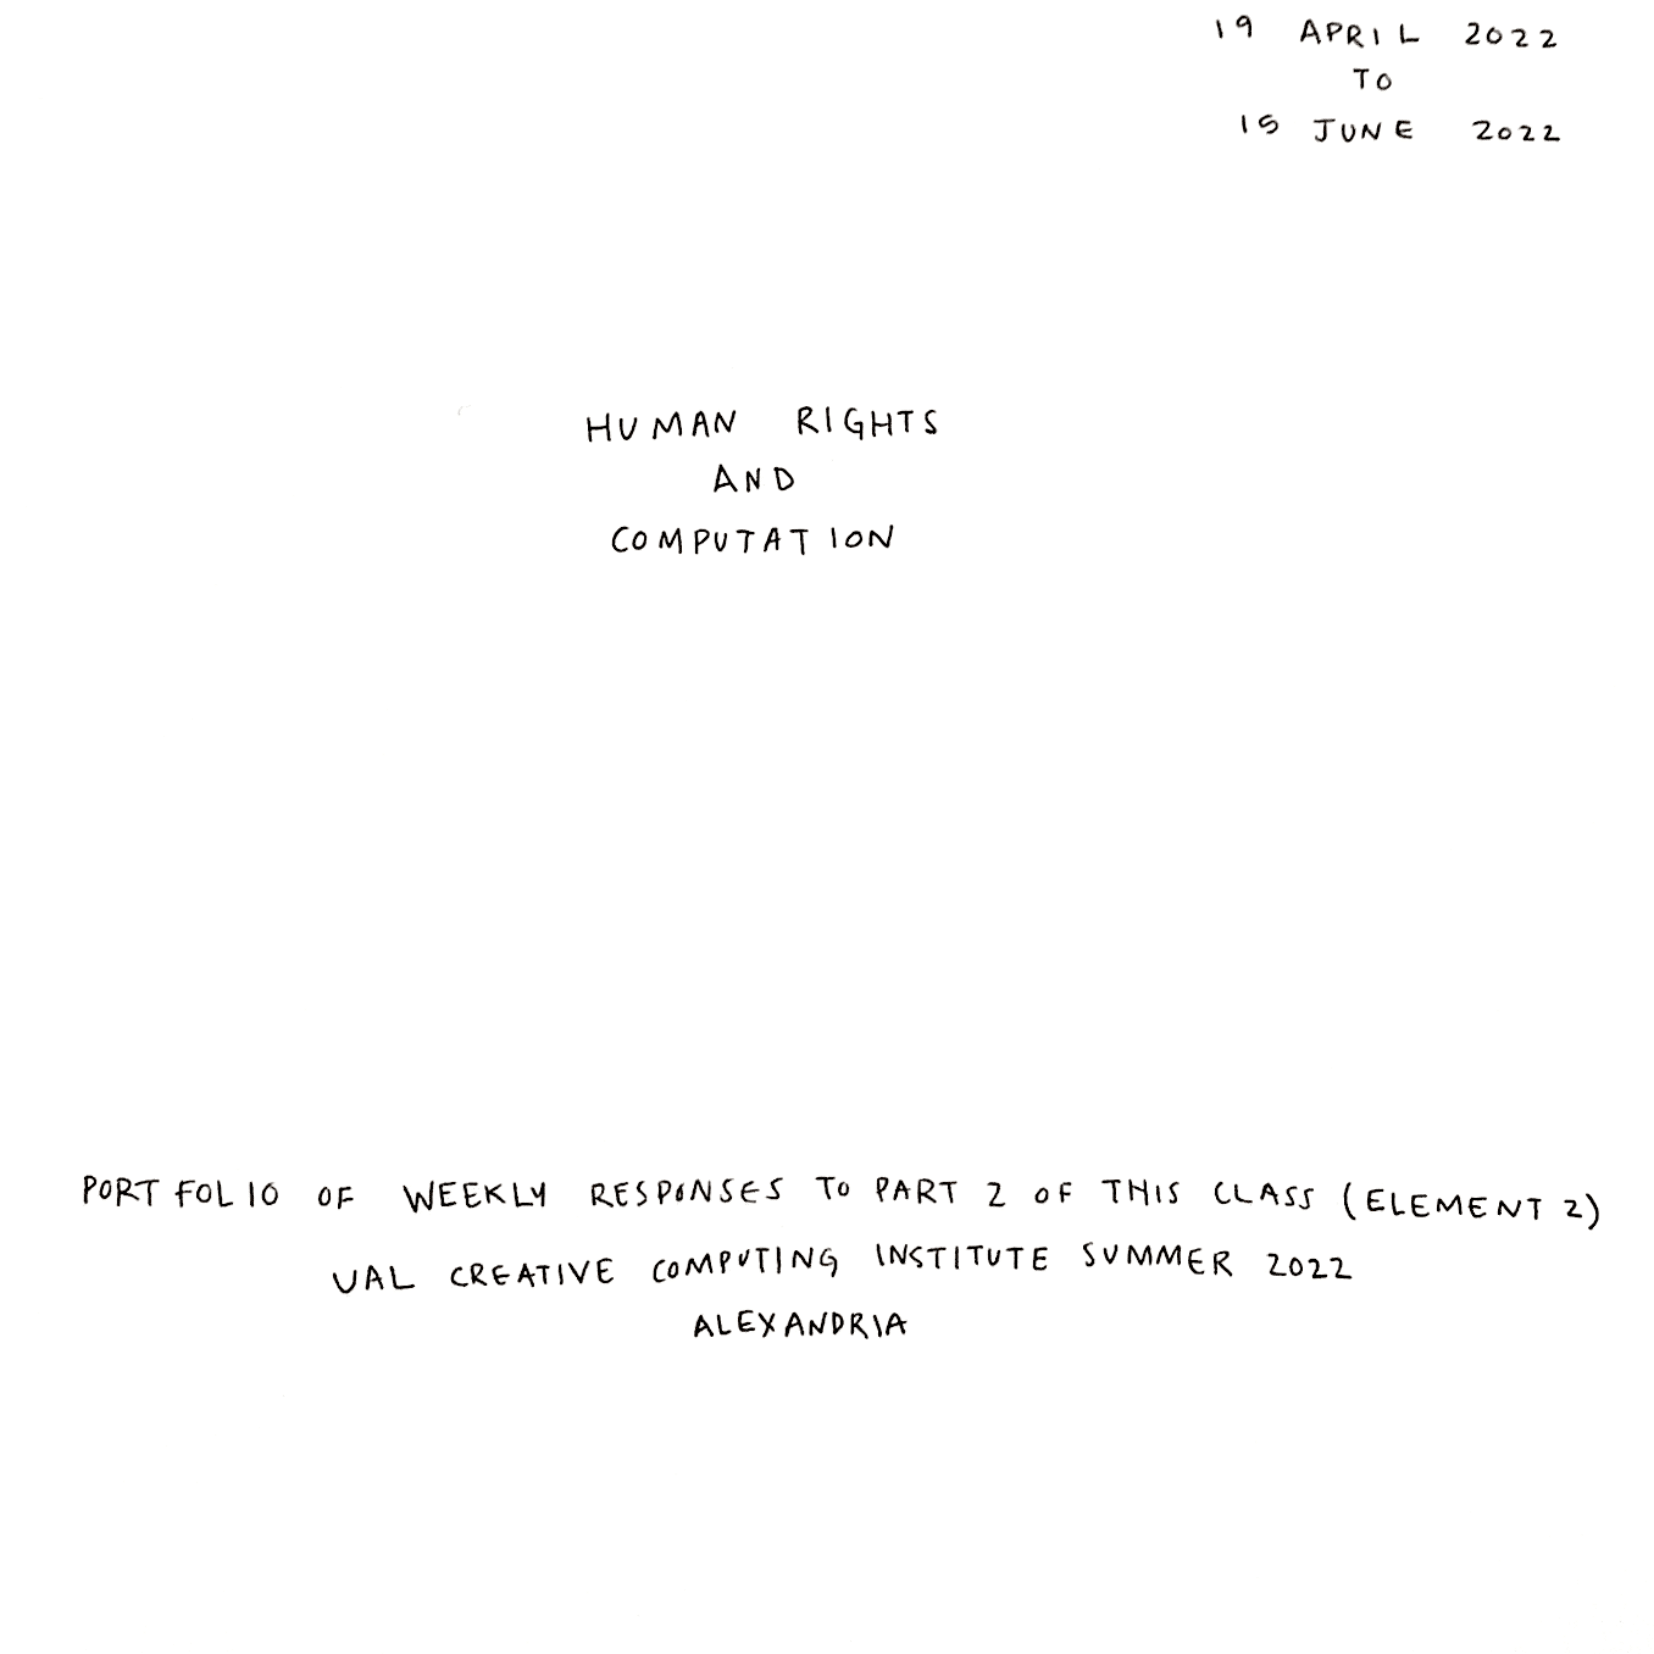 19 APRIL 2022
TO
15 JUNE 2022
HUMAN RIGHTS
AND
COMPUTATION
PORTFOLIO OF WEEKLY RESPONSES TO PART 2 OF THIS CLASS (ELEMENT 2)
UAL CREATIVE COMPUTING INSTITUTE SUMMER 2022
ALEXANDRIA